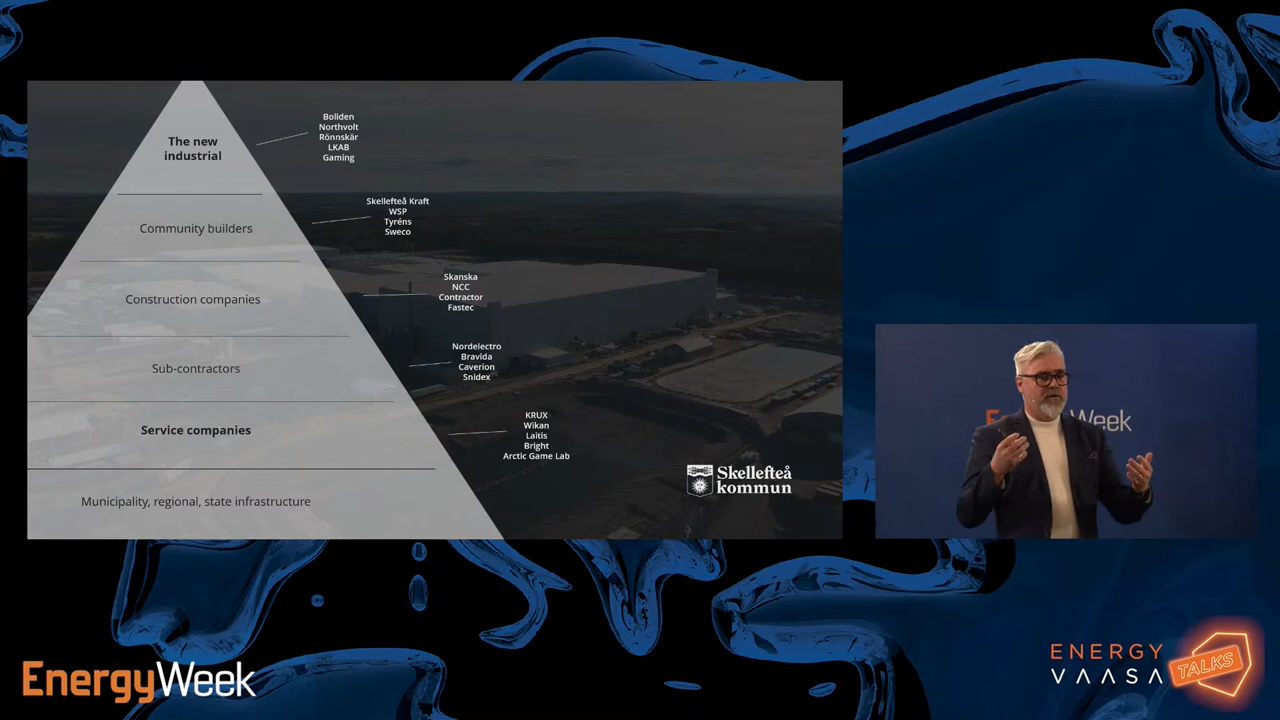 The new
industrial
Boliden
Northvolt
Rönnskär
LKAB
Gaming
Community builders
Skellefteå Kraft
WSP
Tyréns
Sweco
Construction companies
Skanska
NCC
Contractor
Fastec
Sub-contractors
Nordelectro
Bravida
Caverion
Snidex
Service companies
KRUX
Wikan
Laitis
Bright
Arctic Game Lab
Municipality, regional, state infrastructure
Skellefteå
kommun
EnergyWeek
ENERGY
VAASA
TALKS